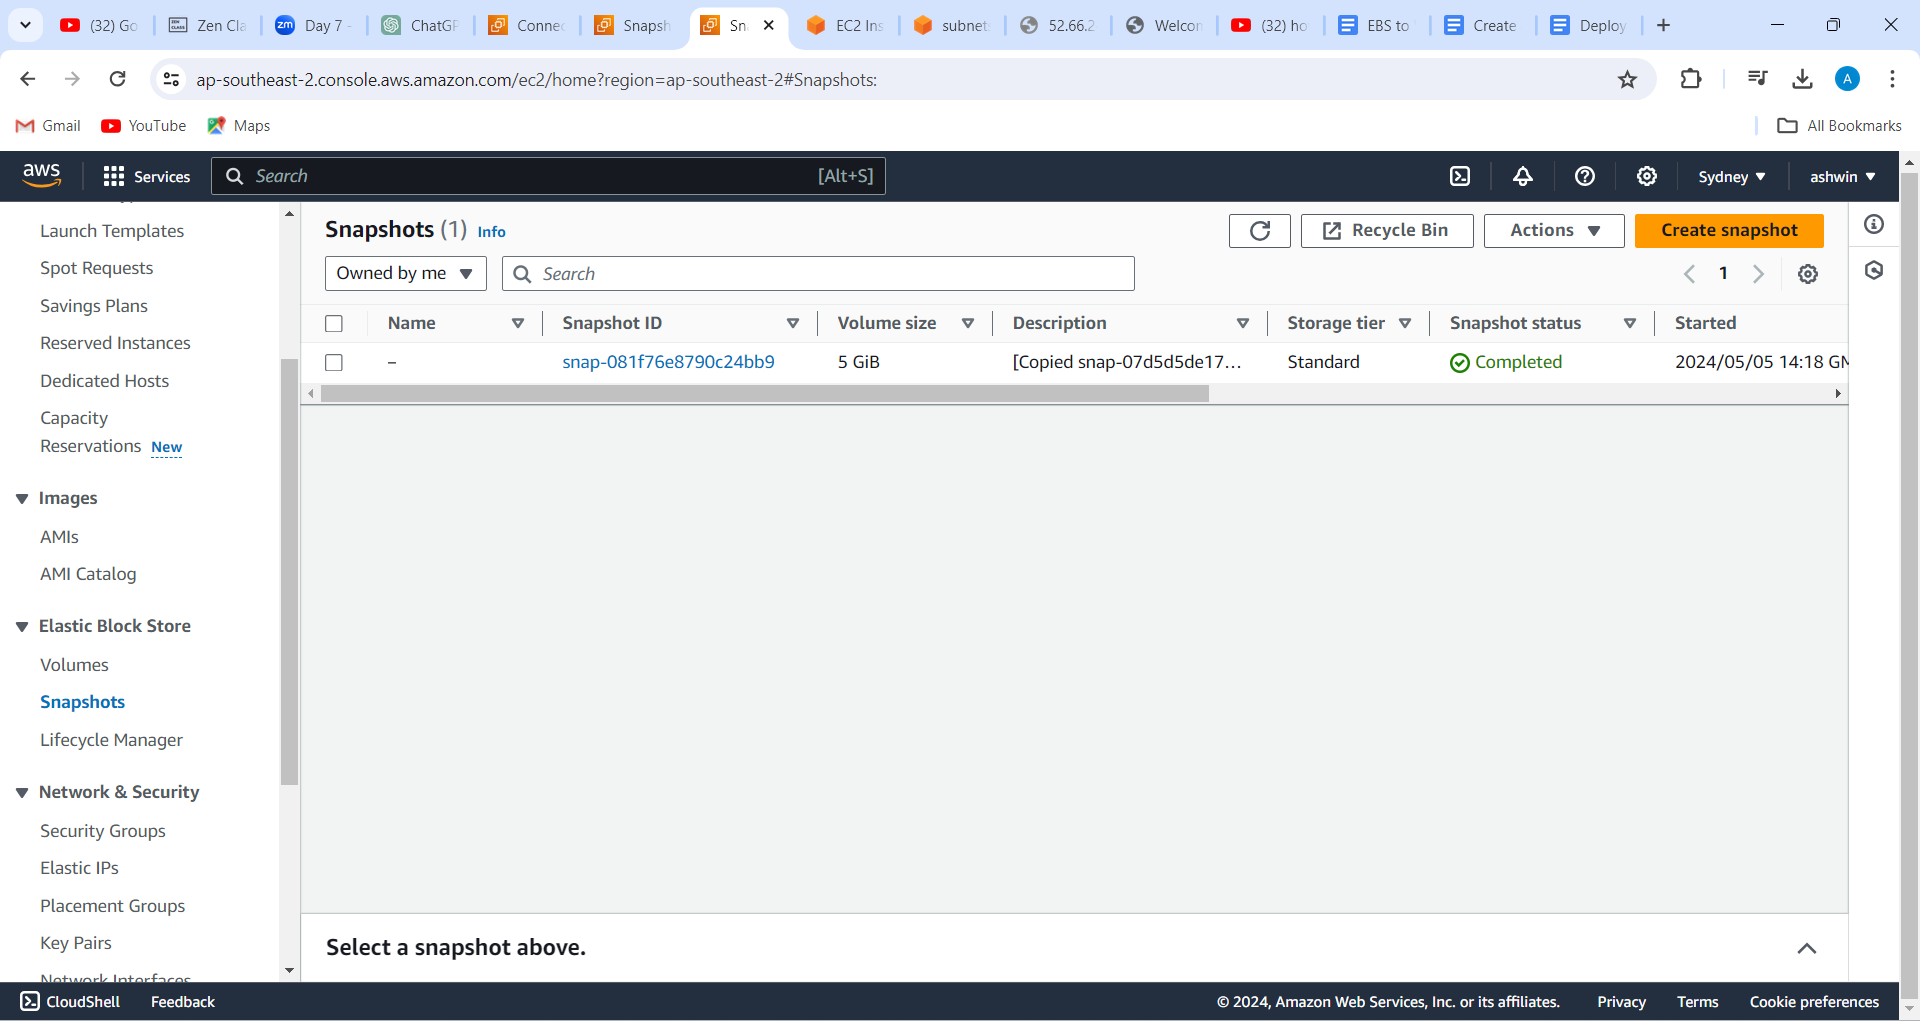 (32) Go
Zen Cla
Day 7 -
ChatGP
Connec
Snapsh
Sn
EC2 Ins
subnet
52.66.2
Welcon
(32) ho
EBS to
Create
Deploy
ap-southeast-2.console.aws.amazon.com/ec2/home?region=ap-southeast-2#Snapshots:
A
Gmail
YouTube
Maps
All Bookmarks
aws
Services
Search
[Alt+S]
Sydney
ashwin
Launch Templates
Spot Requests
Savings Plans
Reserved Instances
Dedicated Hosts
Capacity
Reservations New
Images
AMIs
AMI Catalog
Elastic Block Store
Volumes
Snapshots
Lifecycle Manager
Network & Security
Security Groups
Elastic IPs
Placement Groups
Key Pairs
Network Interfaces
Snapshots (1) Info
Recycle Bin
Actions
Create snapshot
Owned by me
Search
1
Name Snapshot ID Volume size Description Storage tier Snapshot status Started
– snap-081f76e8790c24bb9 5 GiB [Copied snap-07d5d5de17... Standard Completed 2024/05/05 14:18 GM
Select a snapshot above.
CloudShell
Feedback
© 2024, Amazon Web Services, Inc. or its affiliates.
Privacy
Terms
Cookie preferences